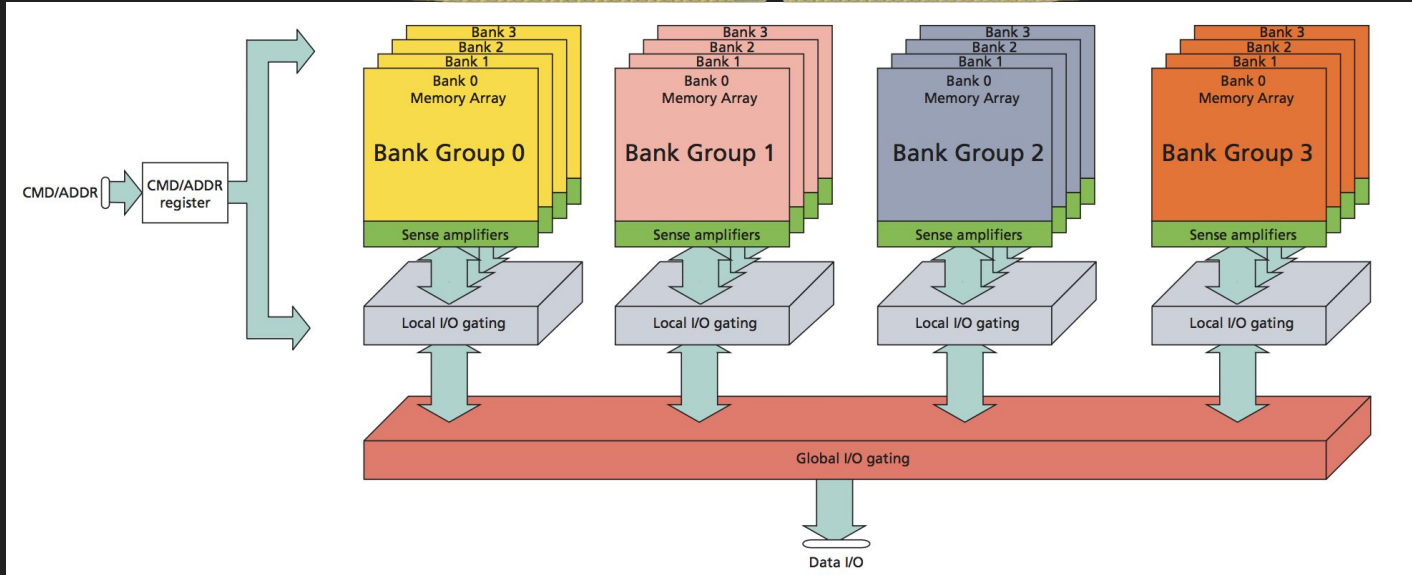 Bank 3
Bank 2
Bank 1
Bank 0
Memory Array
Bank Group 0
Sense amplifiers
Local I/O gating
Bank 3
Bank 2
Bank 1
Bank 0
Memory Array
Bank Group 1
Sense amplifiers
Local I/O gating
Bank 3
Bank 2
Bank 1
Bank 0
Memory Array
Bank Group 2
Sense amplifiers
Local I/O gating
Bank 3
Bank 2
Bank 1
Bank 0
Memory Array
Bank Group 3
Sense amplifiers
Local I/O gating
CMD/ADDR
CMD/ADDR
register
Global I/O gating
Data I/O